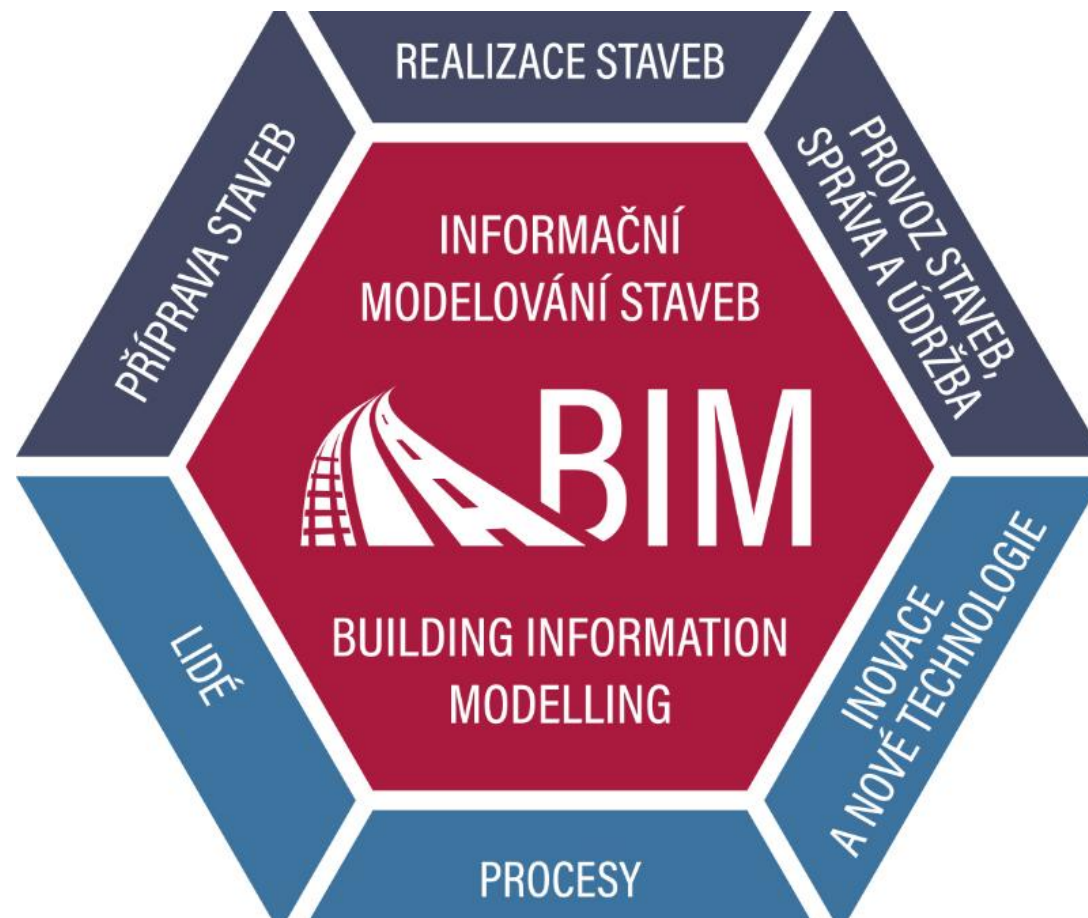 REALIZACE STAVEB
PŘÍPRAVA STAVEB
PROVOZ STAVEB,
SPRÁVA A ÚDRŽBA
INFORMAČNÍ
MODELOVÁNÍ STAVEB
BIM
BUILDING INFORMATION
MODELLING
LIDÉ
INOVACE
A NOVÉ TECHNOLOGIE
PROCESY